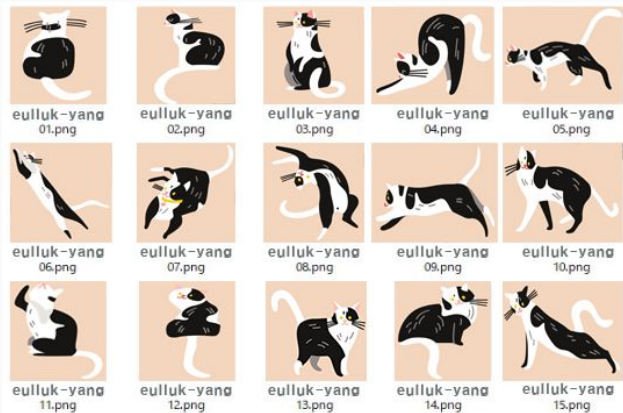 eulluk-yang eulluk-yang eulluk-yang eulluk-yang eulluk-yang
01.png 02.png 03.png 04.png 05.png
eulluk-yang eulluk-yang eulluk-yang eulluk-yang eulluk-yang
06.png 07.png 08.png 09.png 10.png
eulluk-yang eulluk-yang eulluk-yang eulluk-yang eulluk-yang
11.png 12.png 13.png 14.png 15.png